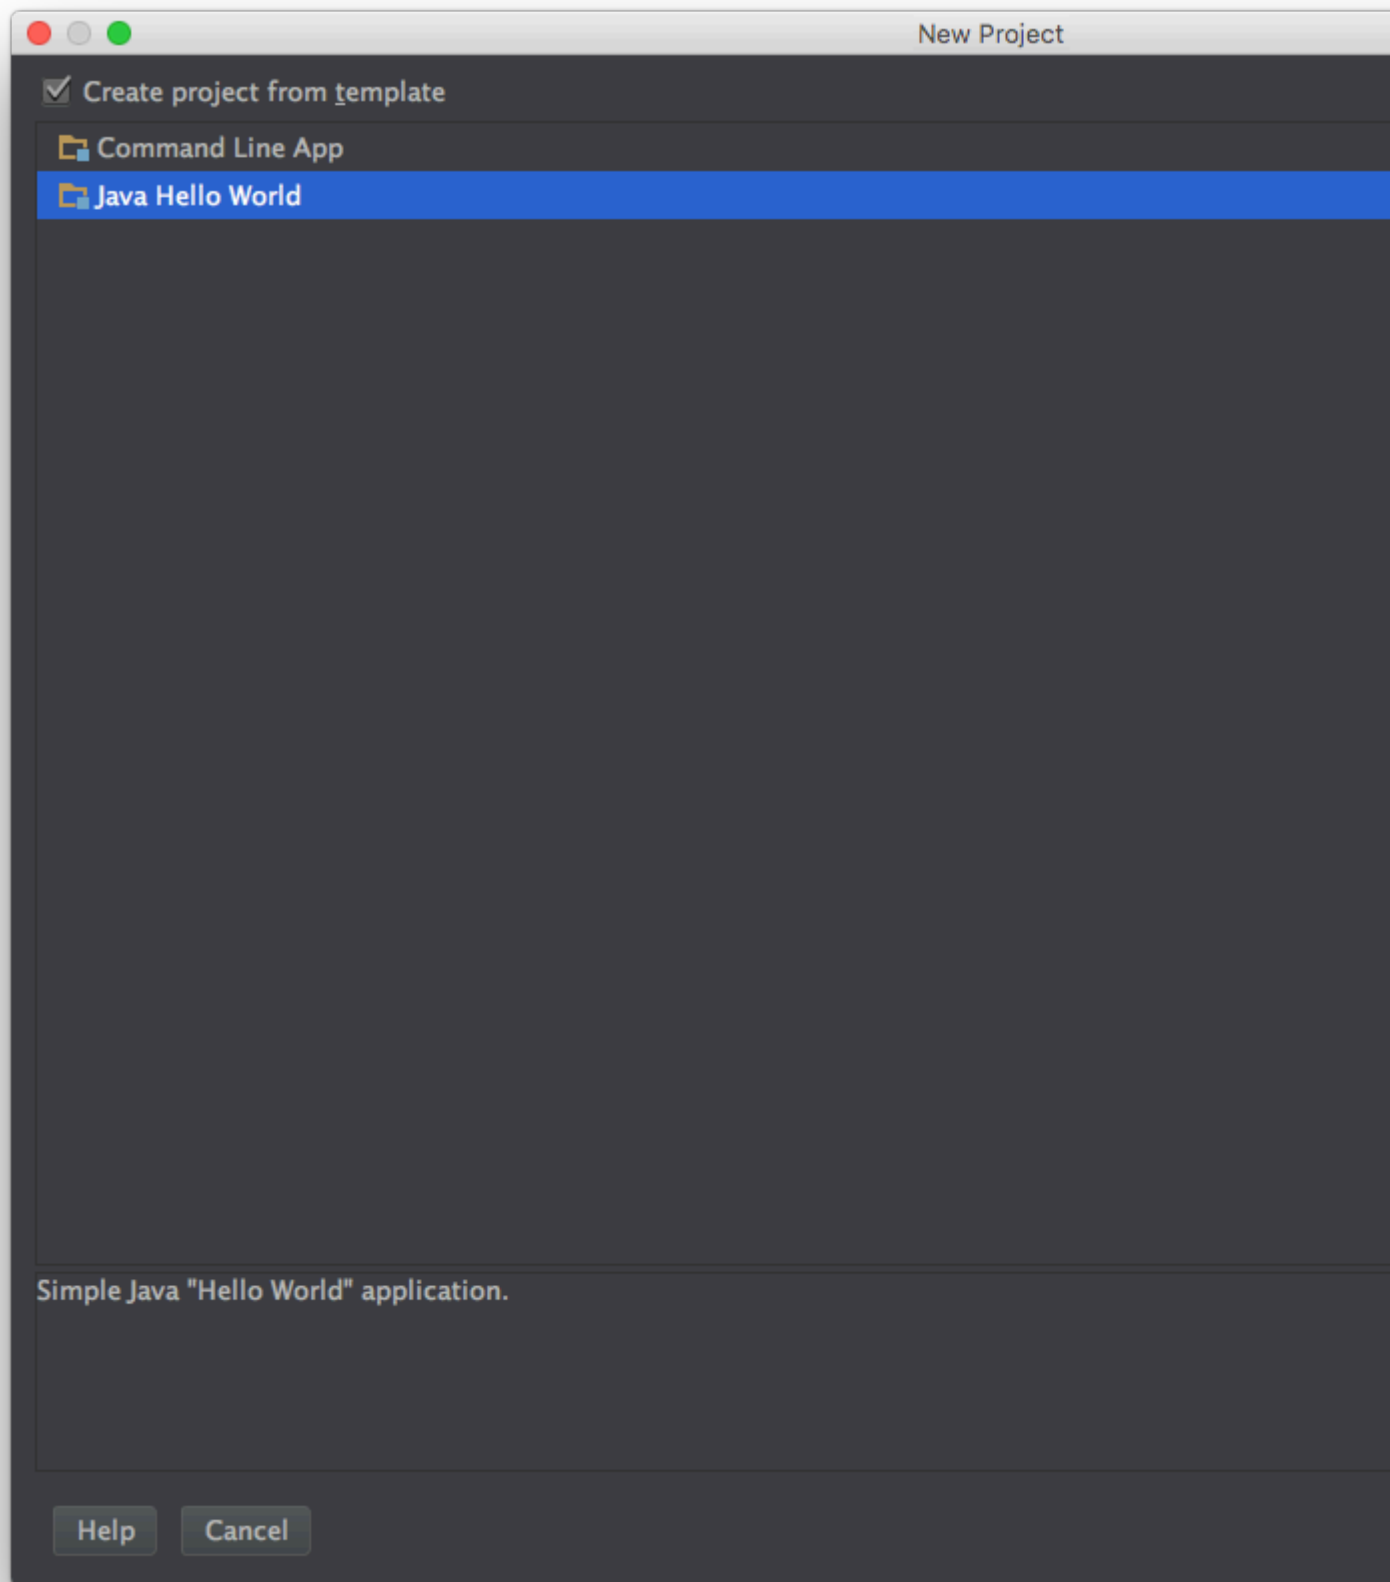 New Project
Create project from template
Command Line App
Java Hello World
Simple Java "Hello World" application.
Help Cancel